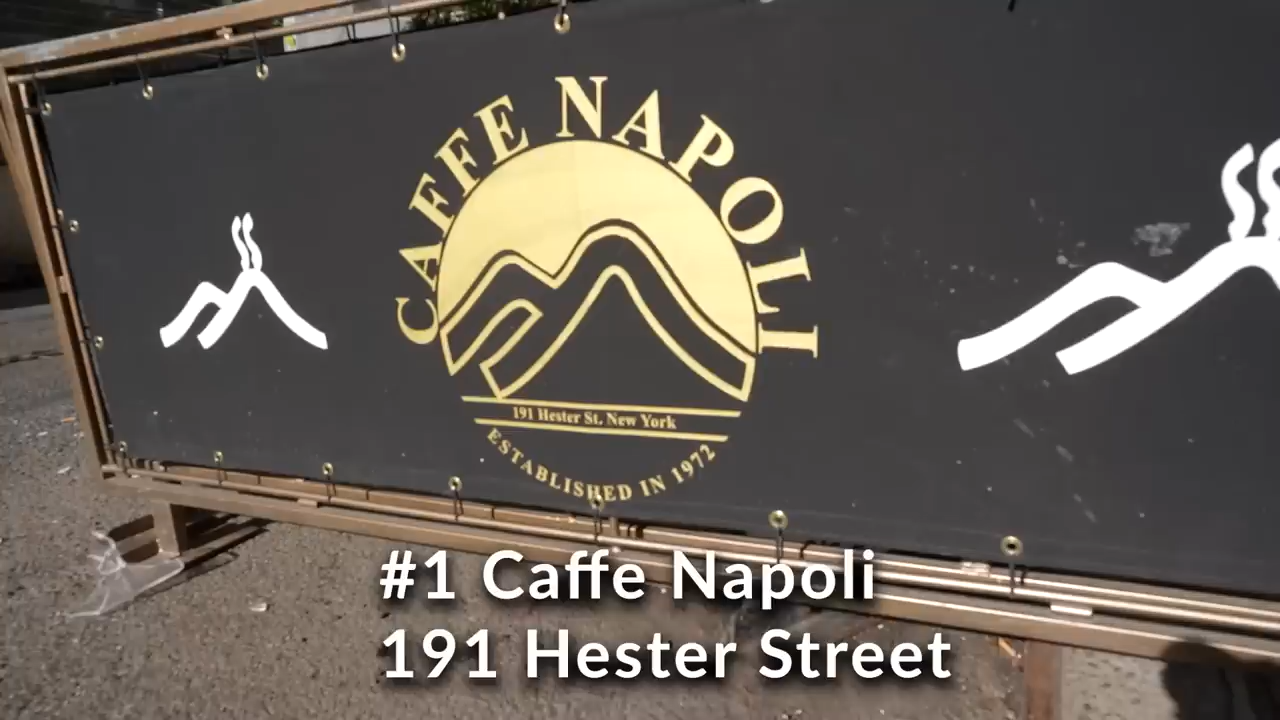 CAFFE NAPOLI
191 Hester St. New York
ESTABLISHED IN 1972
#1 Caffe Napoli
191 Hester Street